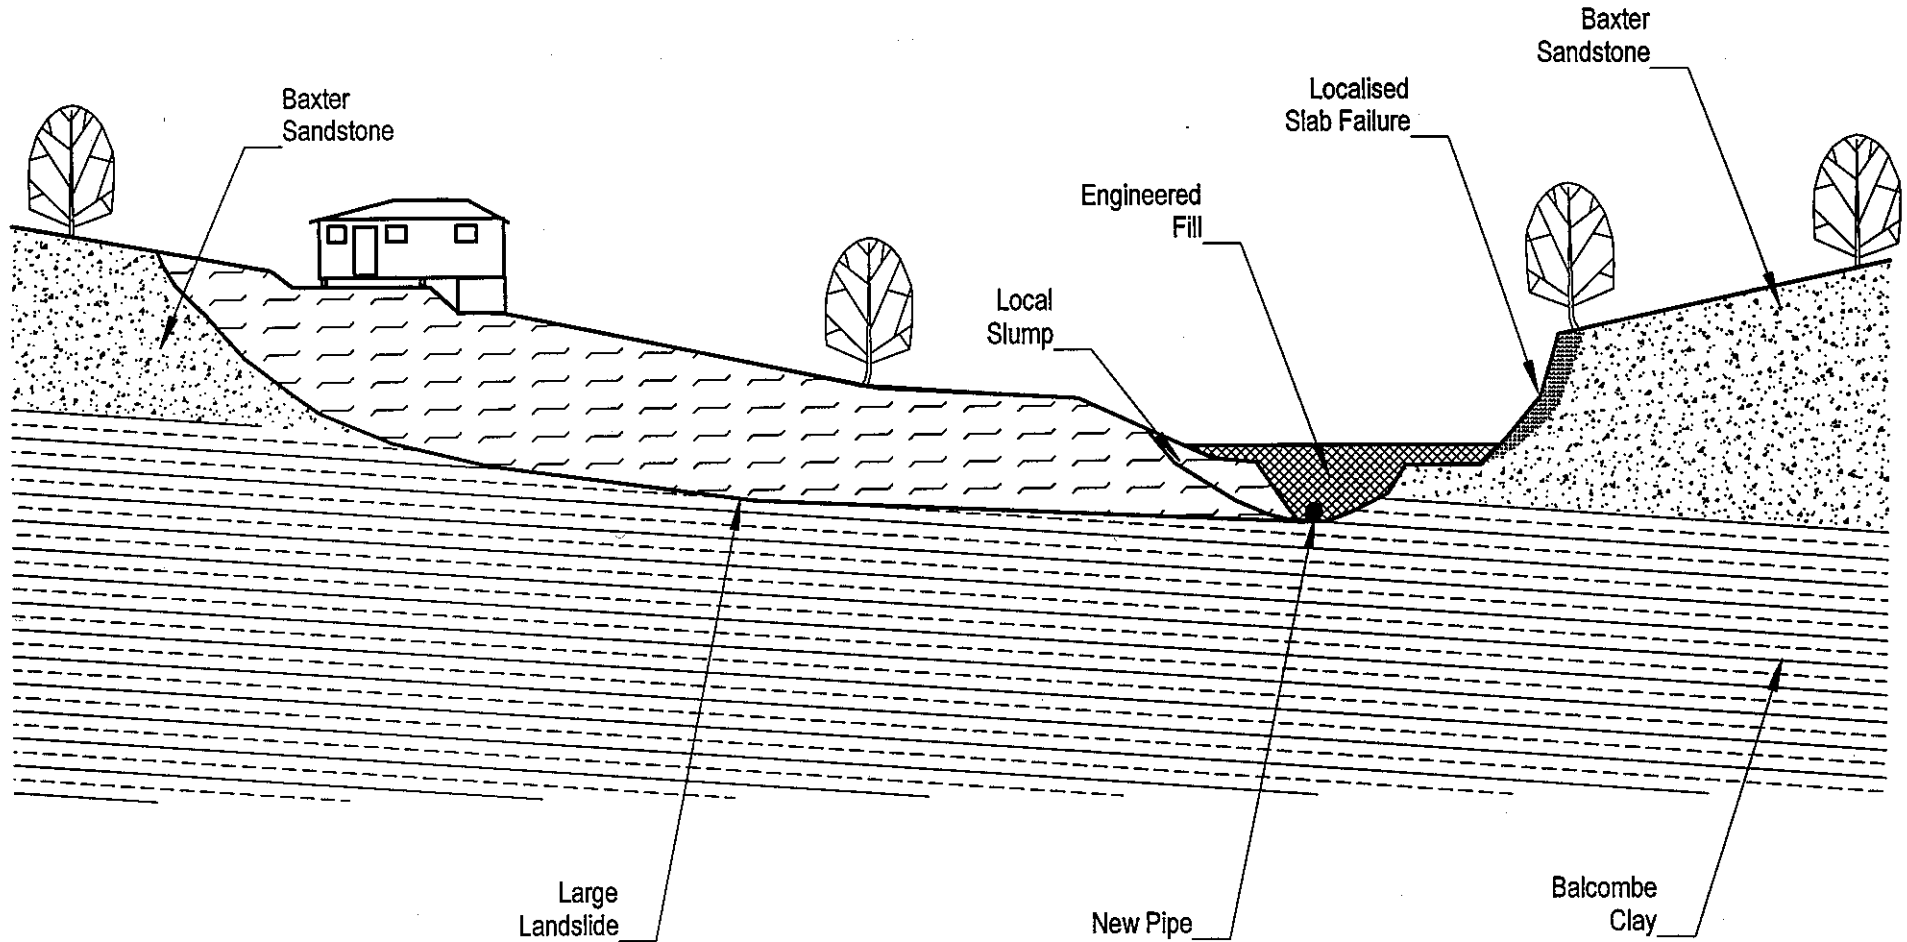 Baxter
Sandstone
Localised
Slab Failure
Baxter
Sandstone
Engineered
Fill
Local
Slump
Large
Landslide
New Pipe
Balcombe
Clay